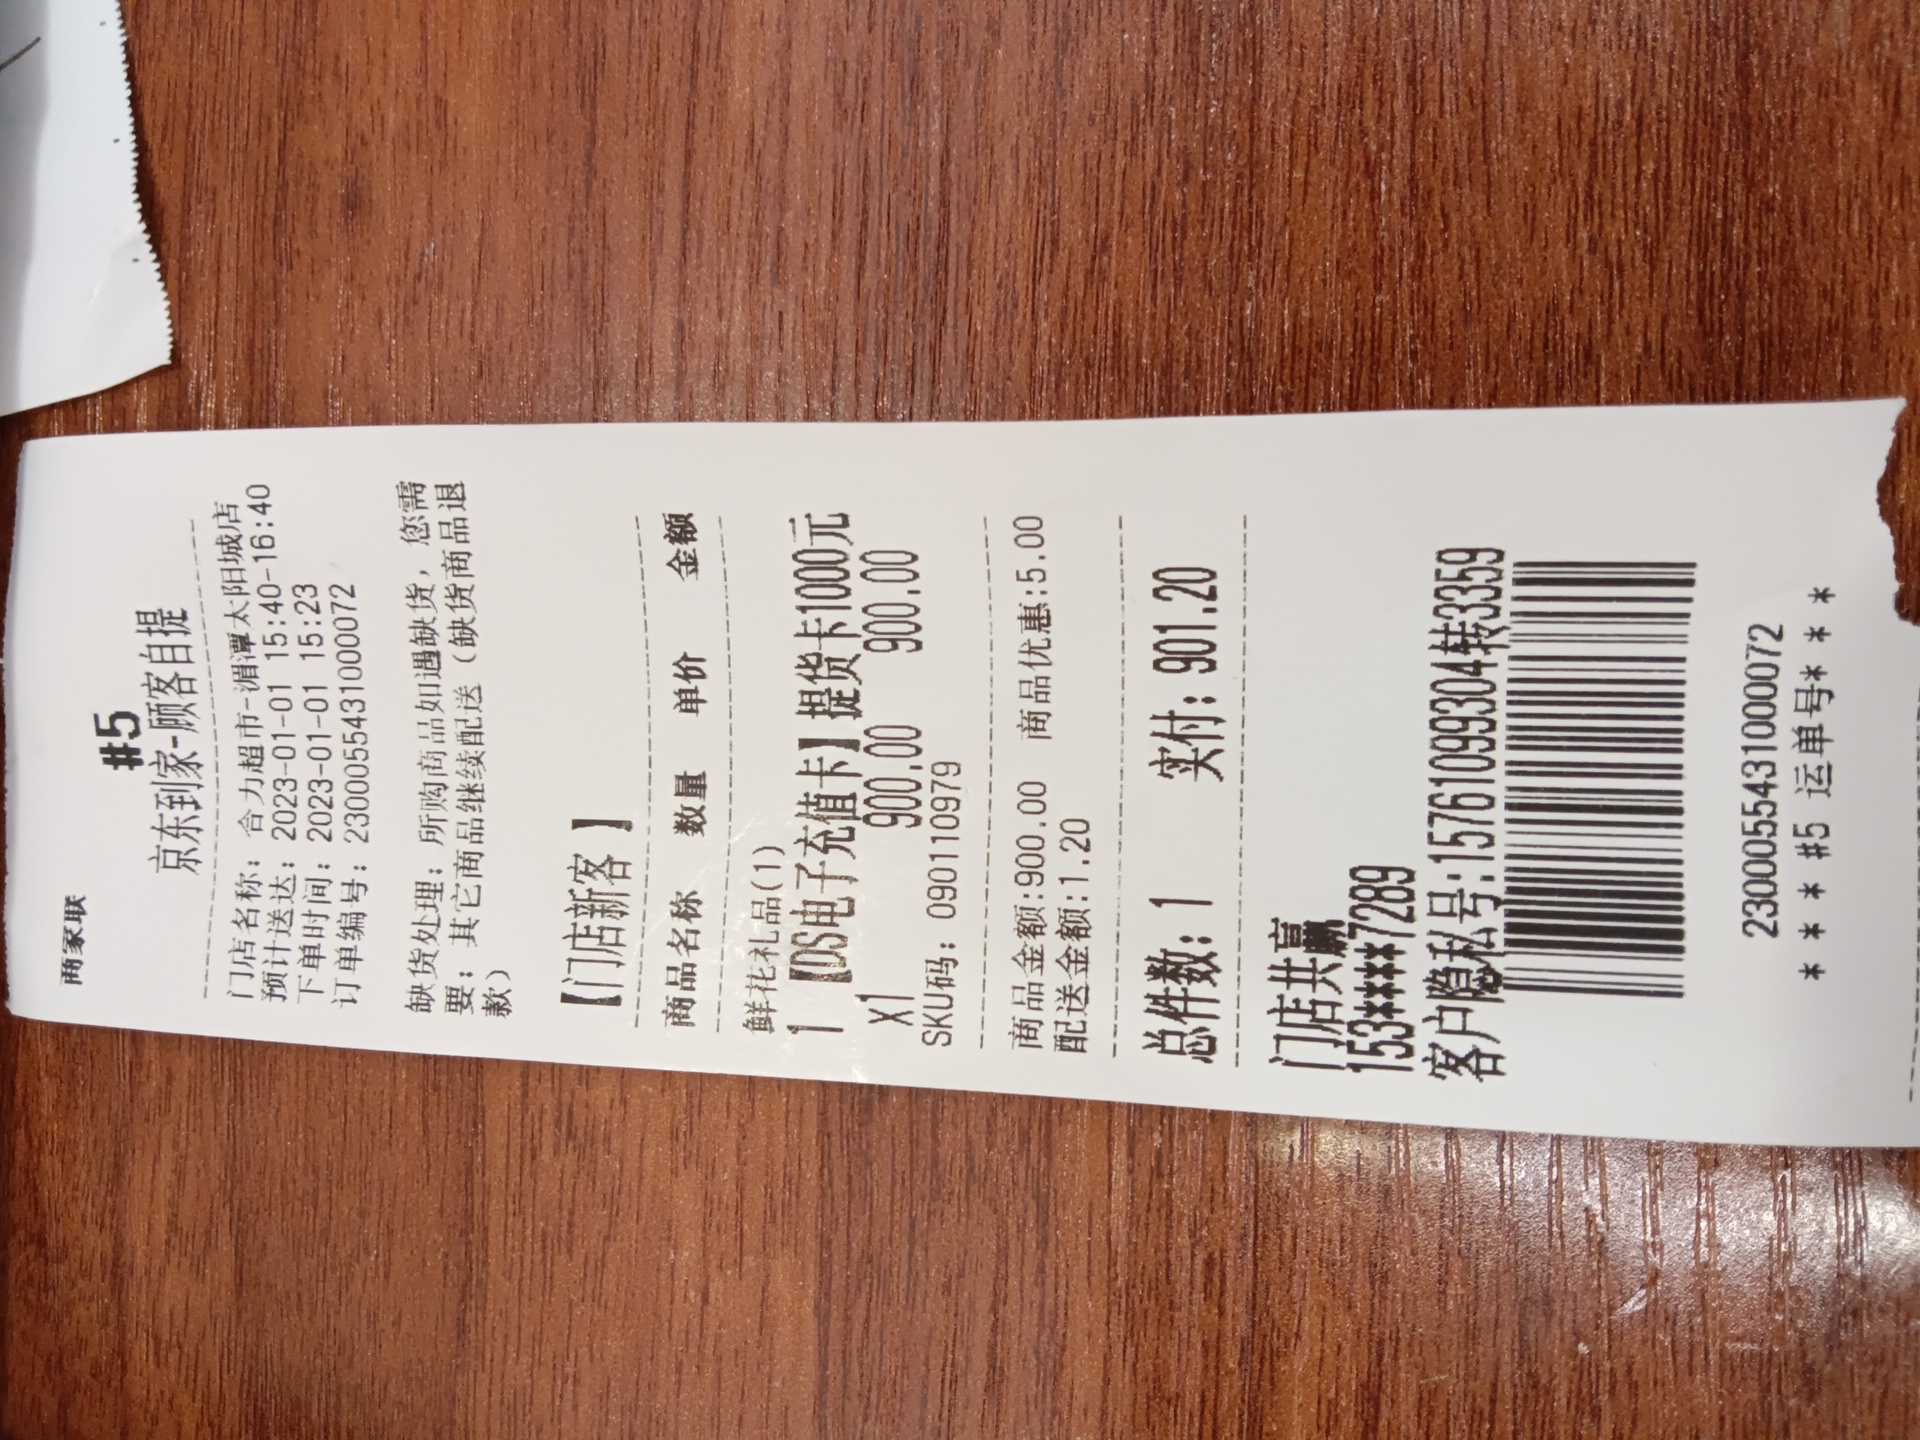 商家联
#5
京东到家-顾客自提
门店名称：合力超市-湄潭太阳城店
预计送达：2023-01-01 15:40-16:40
下单时间：2023-01-01 15:23
订单编号：2300055431000072
缺货处理：所购商品如遇缺货，您需
要：其它商品继续配送（缺货商品退
款）
【门店新客】
商品名称 数量 单价 金额
鲜花礼品(1)
1 【DS电子充值卡】提货卡1000元
x1 900.00 900.00
SKU码：0901110979
商品金额:900.00 商品优惠:5.00
配送金额:1.20
总件数：1 实付：901.20
门店共赢
153****7289
客户隐私号:15761099304转3359
2300055431000072
* * * * #5 运单号* * *